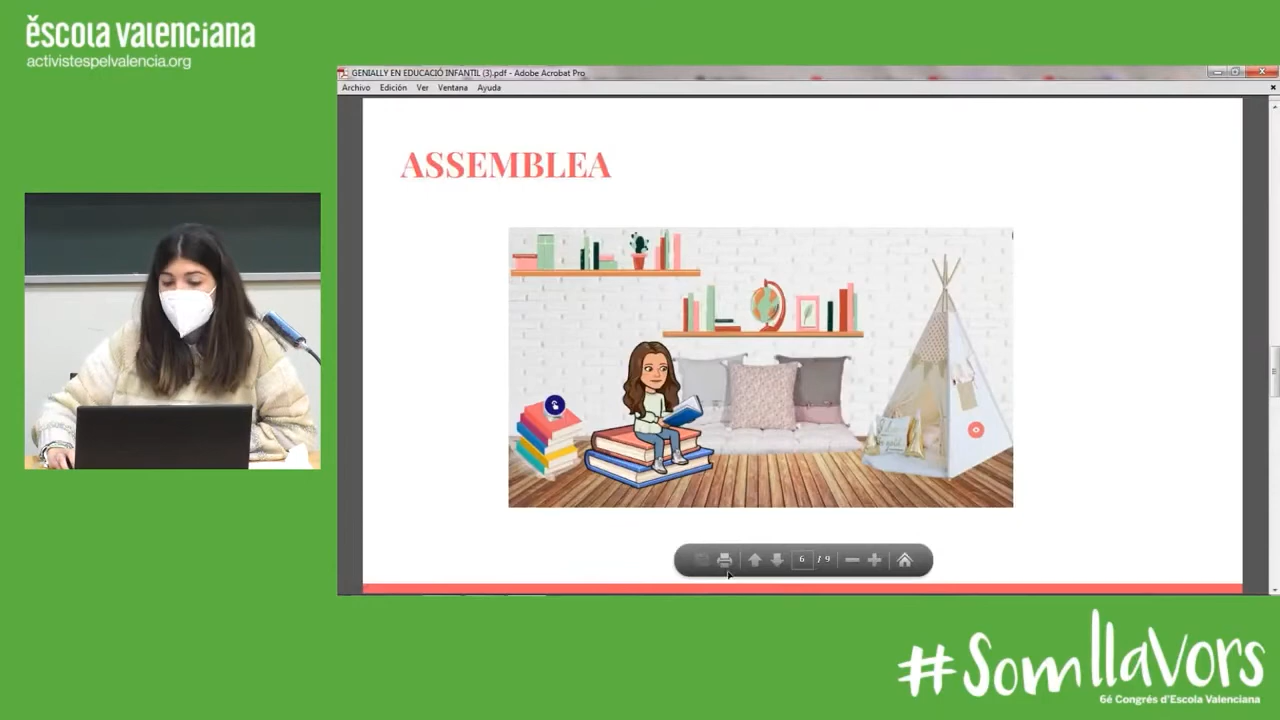 escola valenciana
activistespelvalencia.org
GENIALLY EN EDUCACIÓ INFANTIL (3).pdf - Adobe Acrobat Pro
Archivo Edición Ver Ventana Ayuda
ASSEMBLEA
6 / 9
#Somllavors
6é Congrés d'Escola Valenciana